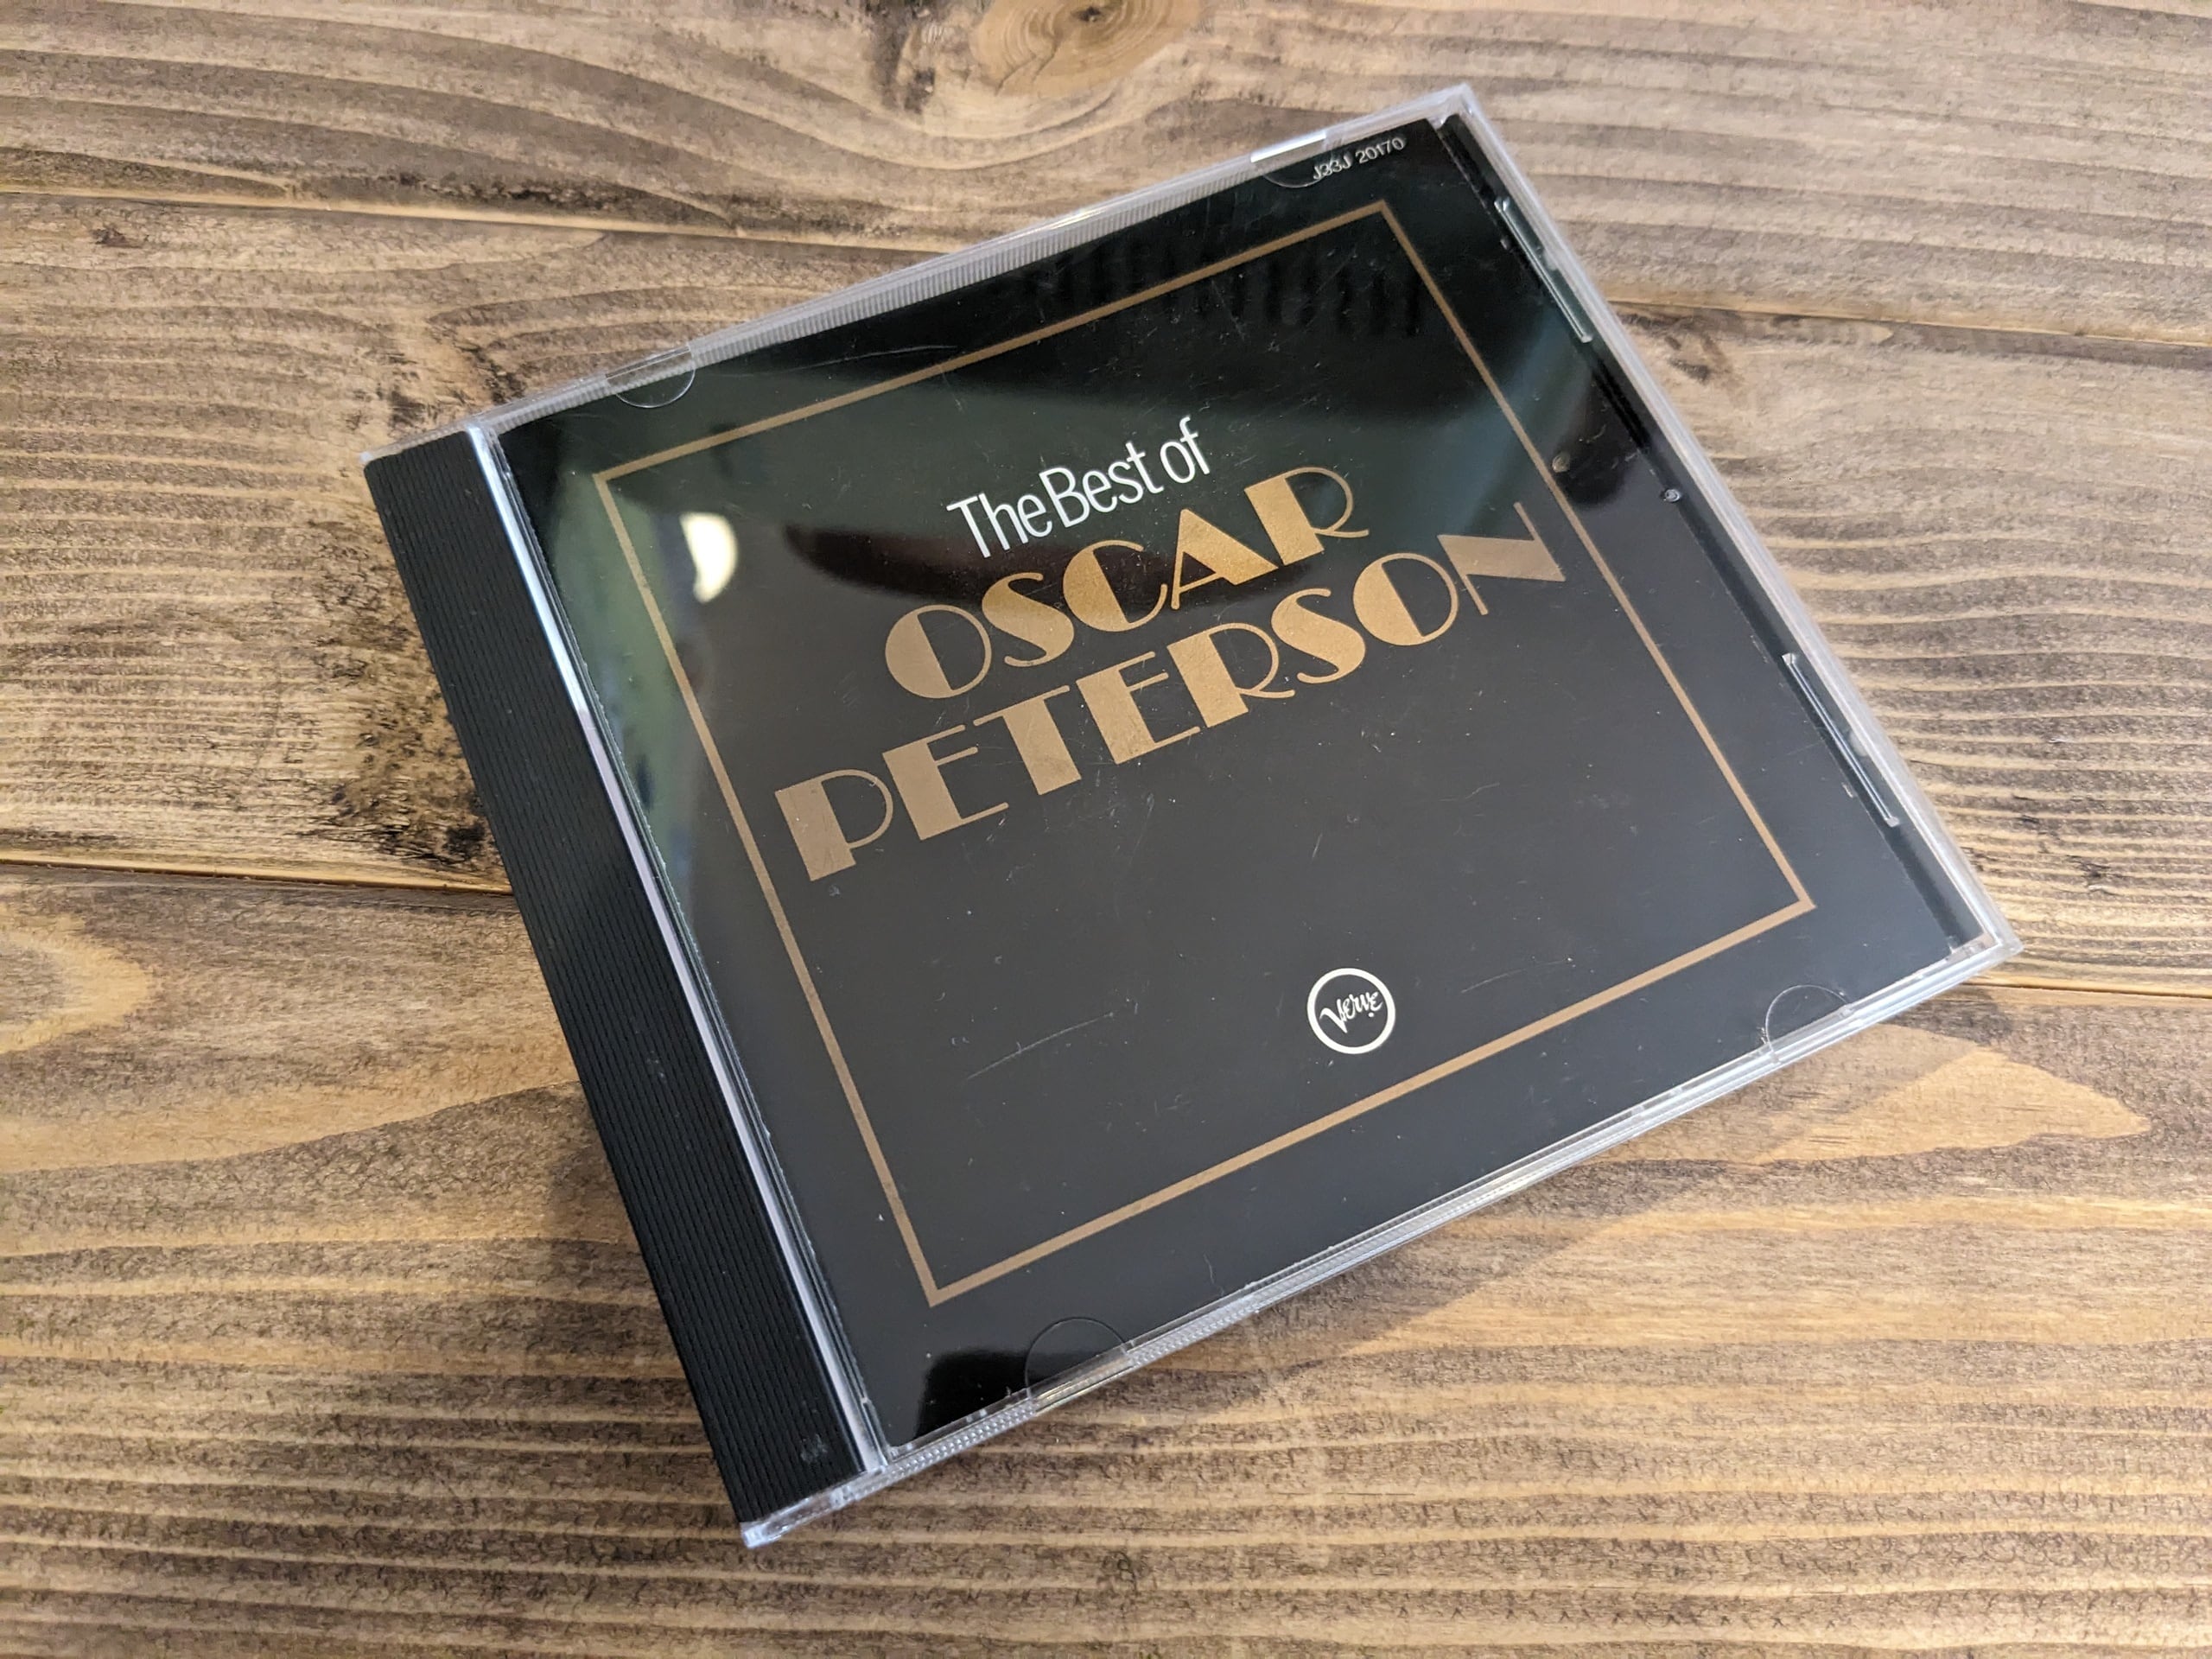 J33J 20170
The Best of
OSCAR
PETERSON
Verve